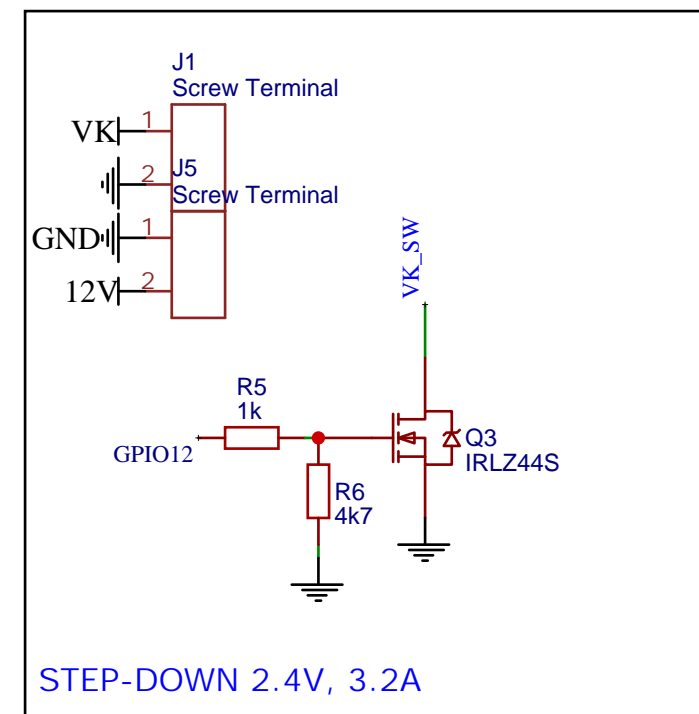 J1
Screw Terminal
VK
1
2
J5
Screw Terminal
GND
1
12V
2
VK_SW
R5
1k
GPIO12
Q3
IRLZ44S
R6
4k7
STEP-DOWN 2.4V, 3.2A